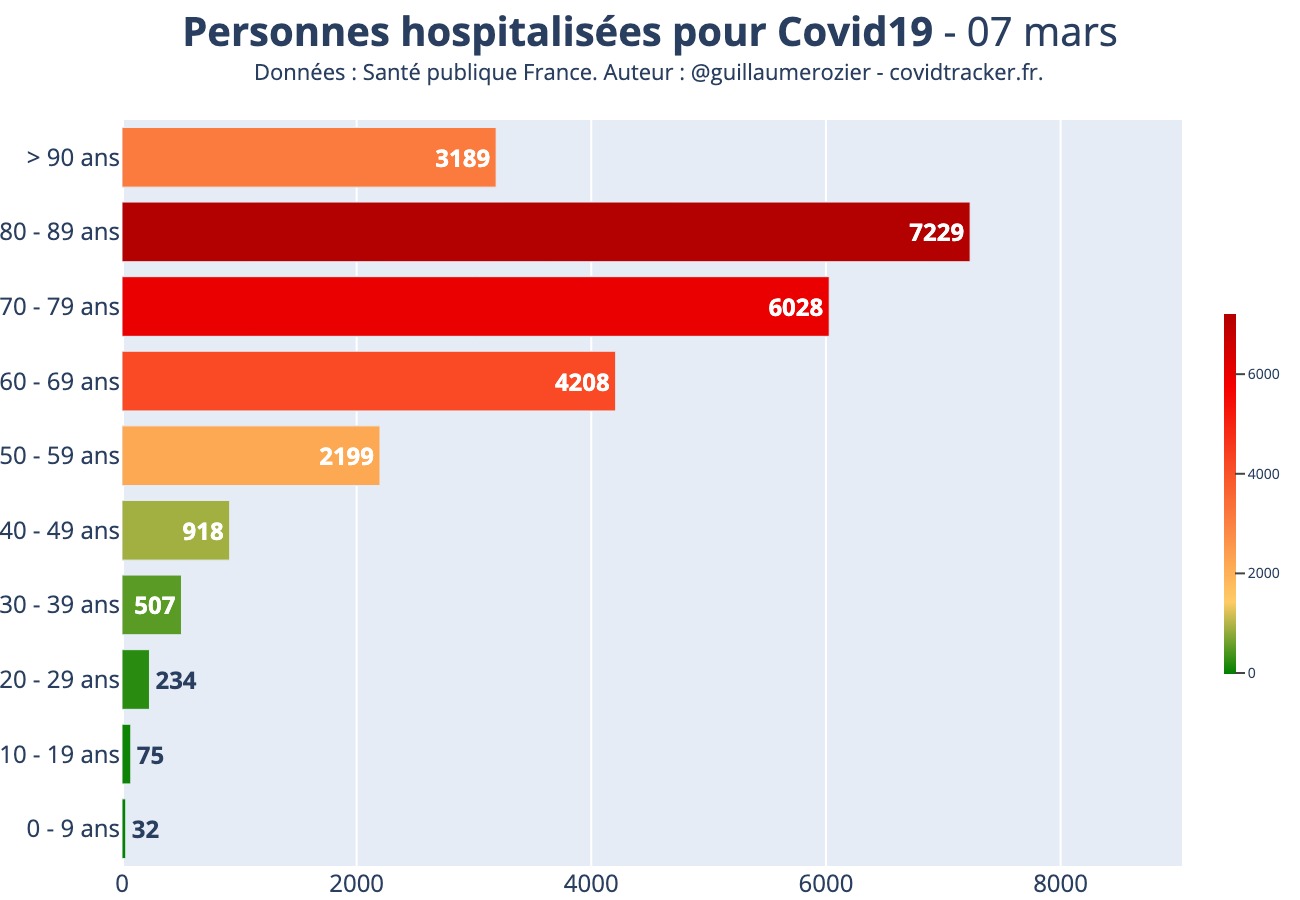 Personnes hospitalisées pour Covid19 - 07 mars
Données : Santé publique France. Auteur : @guillaumerozier - covidtracker.fr.
> 90 ans 3189
80 - 89 ans 7229
70 - 79 ans 6028
60 - 69 ans 4208
50 - 59 ans 2199
40 - 49 ans 918
30 - 39 ans 507
20 - 29 ans 234
10 - 19 ans 75
0 - 9 ans 32
0 2000 4000 6000 8000
6000
4000
2000
0